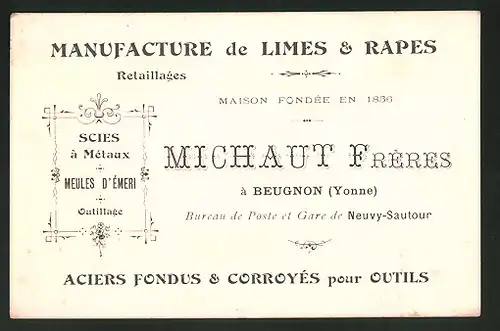 MANUFACTURE de LIMES & RAPES
Retaillages
MAISON FONDÉE EN 1856
SCIES
à Métaux
MEULES D'ÉMERI
Outillage
MICHAUT FRÈRES
à BEUGNON (Yonne)
Bureau de Poste et Gare de Neuvy-Sautour
ACIERS FONDUS & CORROYÉS pour OUTILS